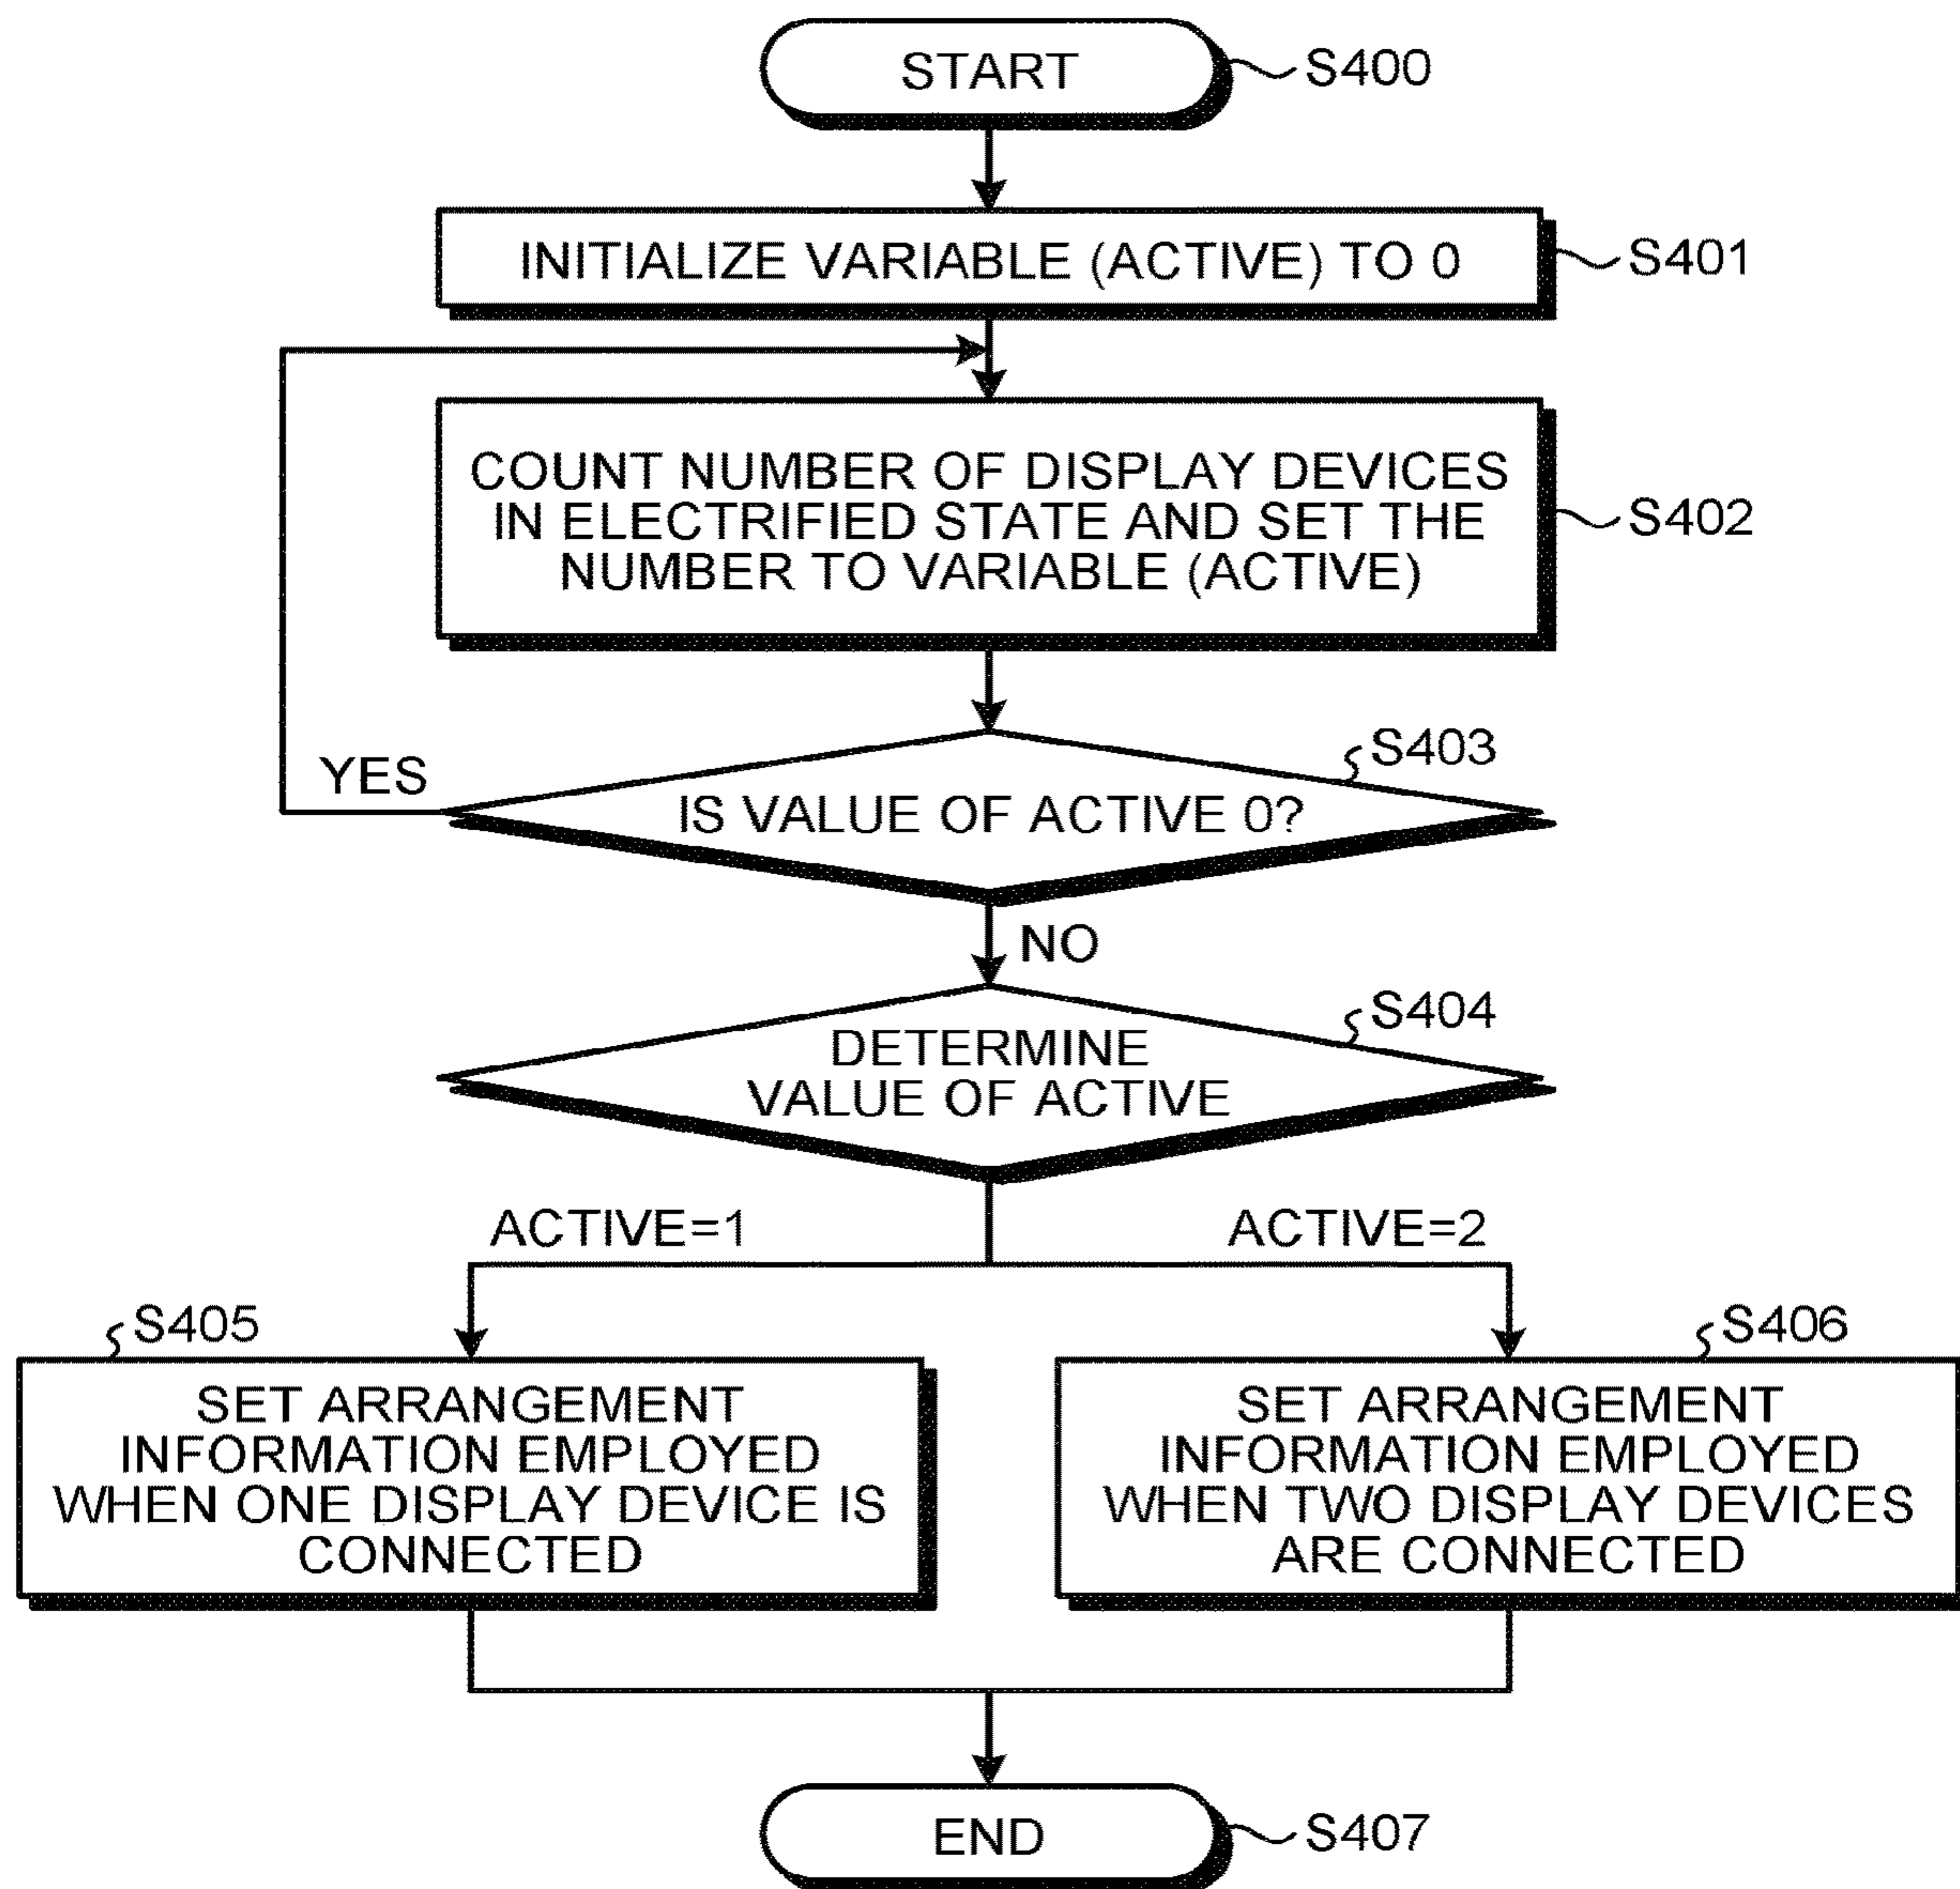 START
S400
INITIALIZE VARIABLE (ACTIVE) TO 0
S401
COUNT NUMBER OF DISPLAY DEVICES
IN ELECTRIFIED STATE AND SET THE
NUMBER TO VARIABLE (ACTIVE)
S402
S403
YES
IS VALUE OF ACTIVE 0?
NO
S404
DETERMINE
VALUE OF ACTIVE
ACTIVE=1
ACTIVE=2
S405
SET ARRANGEMENT
INFORMATION EMPLOYED
WHEN ONE DISPLAY DEVICE IS
CONNECTED
S406
SET ARRANGEMENT
INFORMATION EMPLOYED
WHEN TWO DISPLAY DEVICES
ARE CONNECTED
END
S407